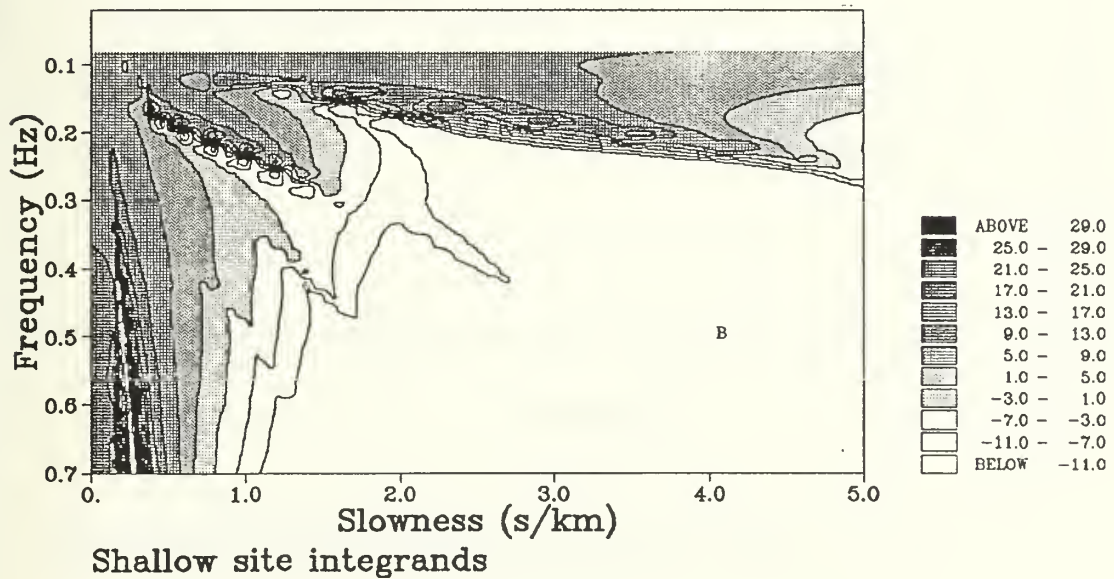 0.1
0.2
0.3
0.4
0.5
0.6
0.7
Frequency (Hz)
B
0. 1.0 2.0 3.0 4.0 5.0
Slowness (s/km)
Shallow site integrands
ABOVE 29.0
25.0 - 29.0
21.0 - 25.0
17.0 - 21.0
13.0 - 17.0
9.0 - 13.0
5.0 - 9.0
1.0 - 5.0
-3.0 - 1.0
-7.0 - -3.0
-11.0 - -7.0
BELOW -11.0